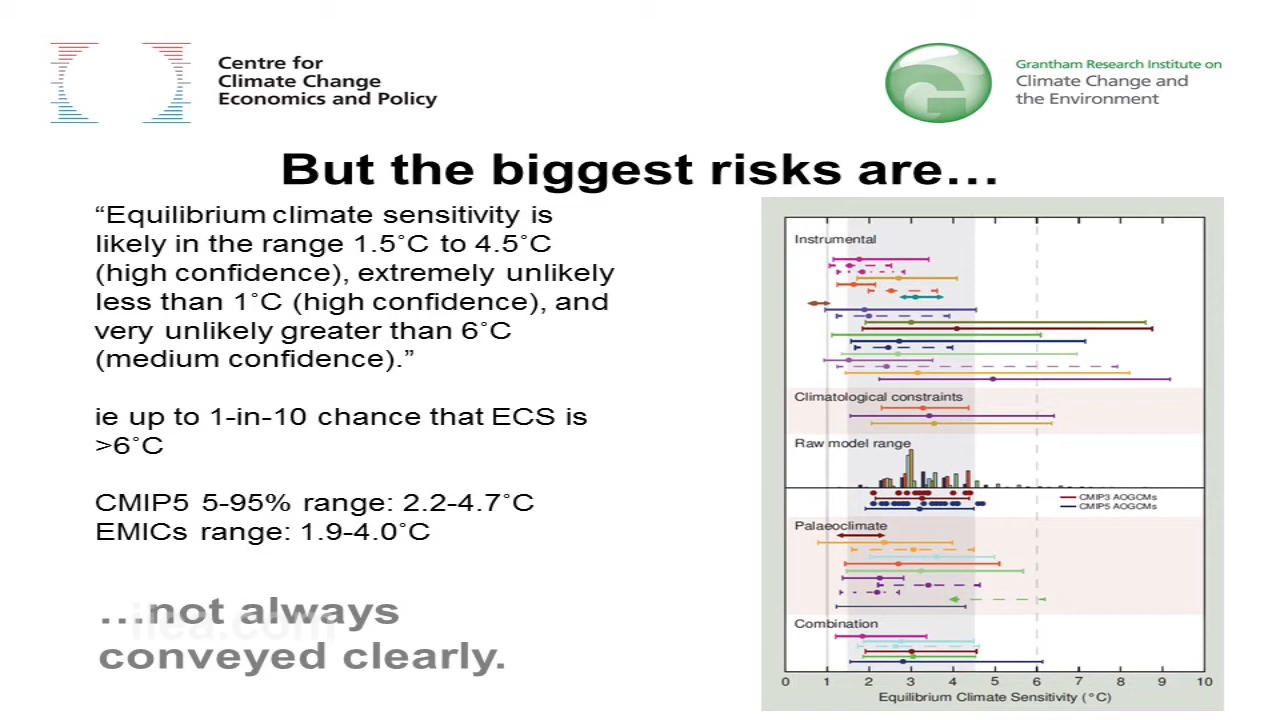 Centre for
Climate Change
Economics and Policy
Grantham Research Institute on
Climate Change and
the Environment
But the biggest risks are…
“Equilibrium climate sensitivity is
likely in the range 1.5˚C to 4.5˚C
(high confidence), extremely unlikely
less than 1˚C (high confidence), and
very unlikely greater than 6˚C
(medium confidence).”
ie up to 1-in-10 chance that ECS is
>6˚C
CMIP5 5-95% range: 2.2-4.7˚C
EMICs range: 1.9-4.0˚C
…not always
conveyed clearly.
Instrumental
Climatological constraints
Raw model range
CMIP3 AOGCMs
CMIP5 AOGCMs
Palaeoclimate
Combination
0 1 2 3 4 5 6 7 8 9 10
Equilibrium Climate Sensitivity (°C)